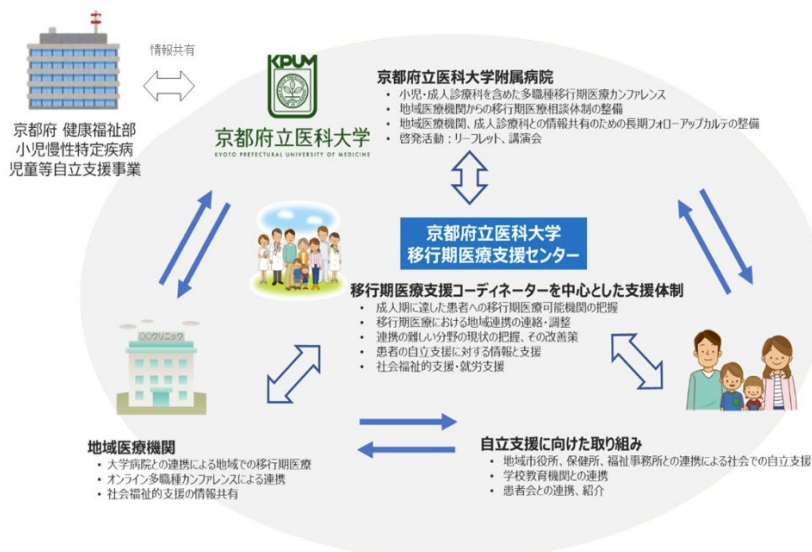 情報共有
京都府 健康福祉部
小児慢性特定疾病
児童等自立支援事業
KPUM
京都府立医科大学
KYOTO PREFECTURAL UNIVERSITY OF MEDICINE
京都府立医科大学附属病院
• 小児・成人診療科を含めた多職種移行期医療カンファレンス
• 地域医療機関からの移行期医療相談体制の整備
• 地域医療機関、成人診療科との情報共有のための長期フォローアップカルテの整備
• 啓発活動：リーフレット、講演会
京都府立医科大学
移行期医療支援センター
移行期医療支援コーディネーターを中心とした支援体制
• 成人期に達した患者への移行期医療可能機関の把握
• 移行期医療における地域連携の連絡・調整
• 連携の難しい分野の現状の把握、その改善策
• 患者の自立支援に対する情報と支援
• 社会福祉的支援・就労支援
〇〇クリニック
地域医療機関
• 大学病院との連携による地域での移行期医療
• オンライン多職種カンファレンスによる連携
• 社会福祉的支援の情報共有
自立支援に向けた取り組み
• 地域市役所、保健所、福祉事務所との連携による社会での自立支援
• 学校教育機関との連携
• 患者会との連携、紹介